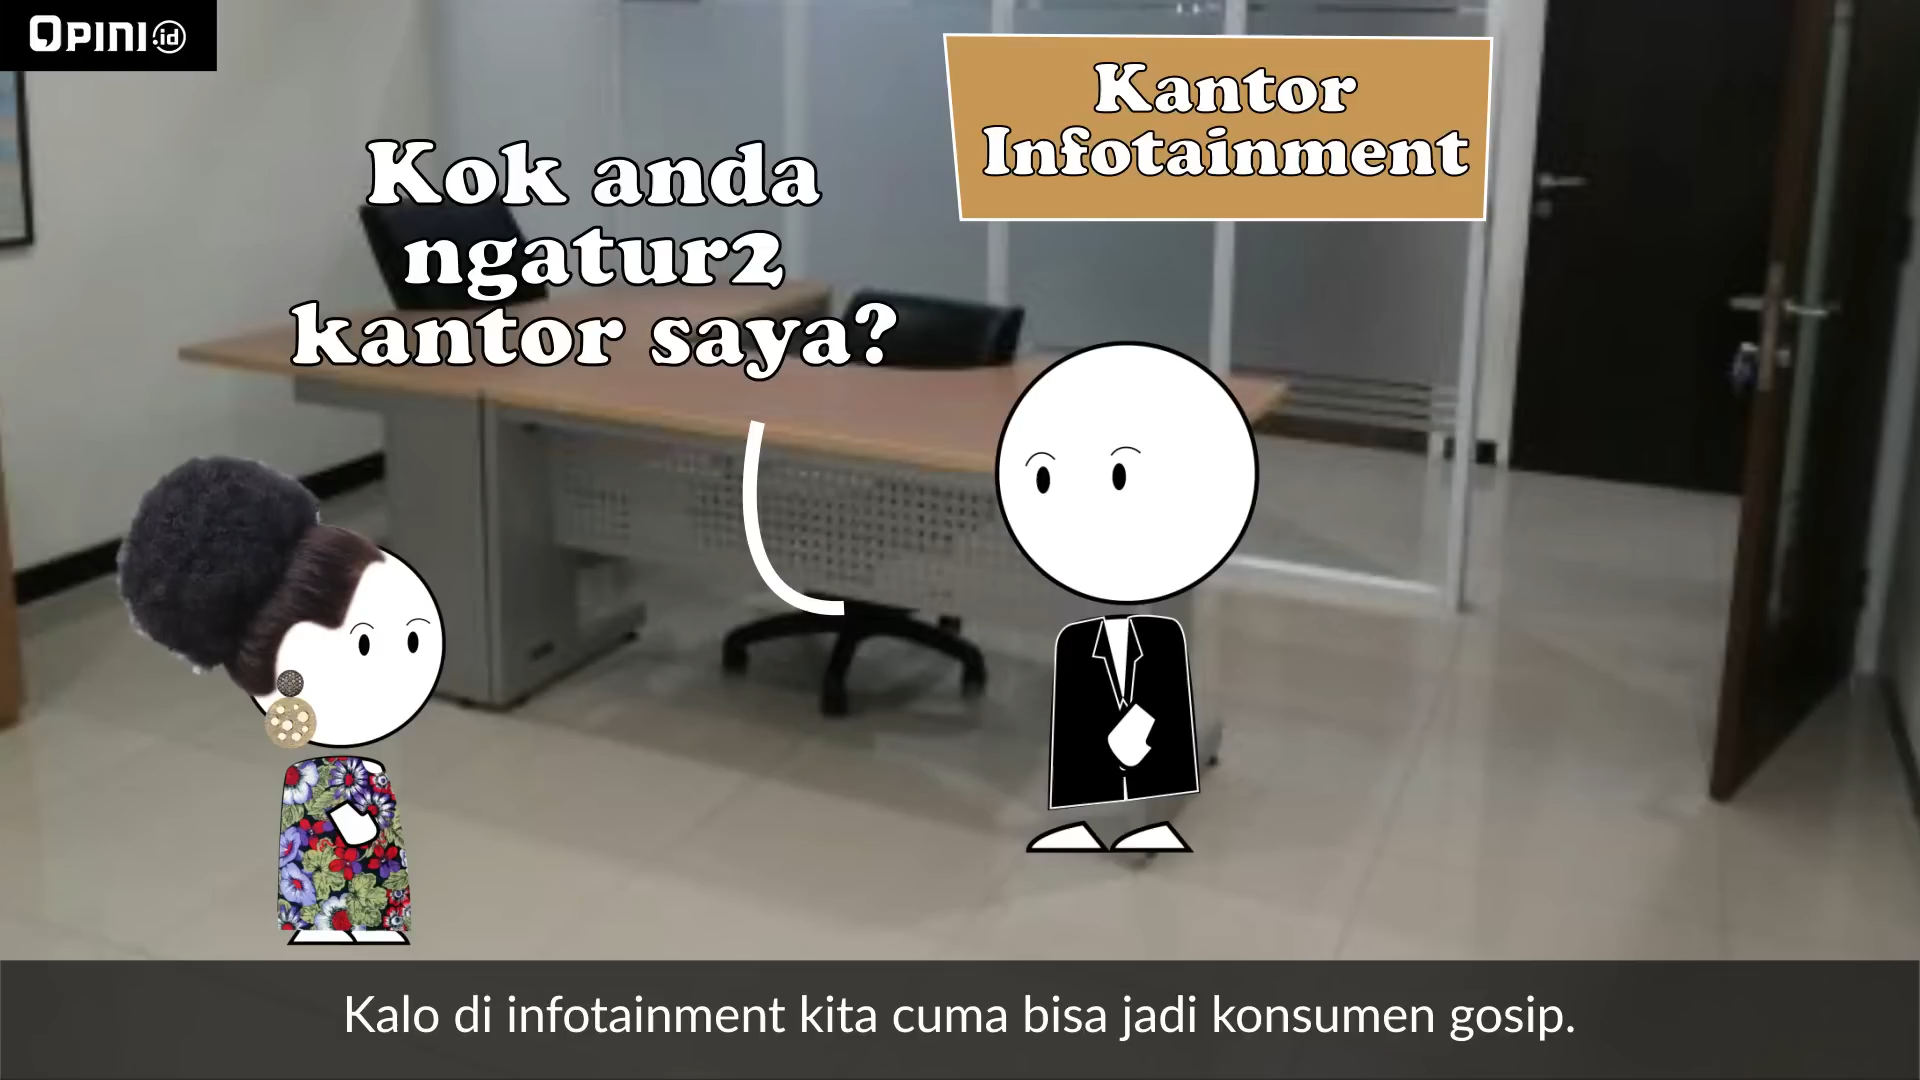 OPINI.id
Kantor
Infotainment
Kok anda
ngatur2
kantor saya?
Kalo di infotainment kita cuma bisa jadi konsumen gosip.